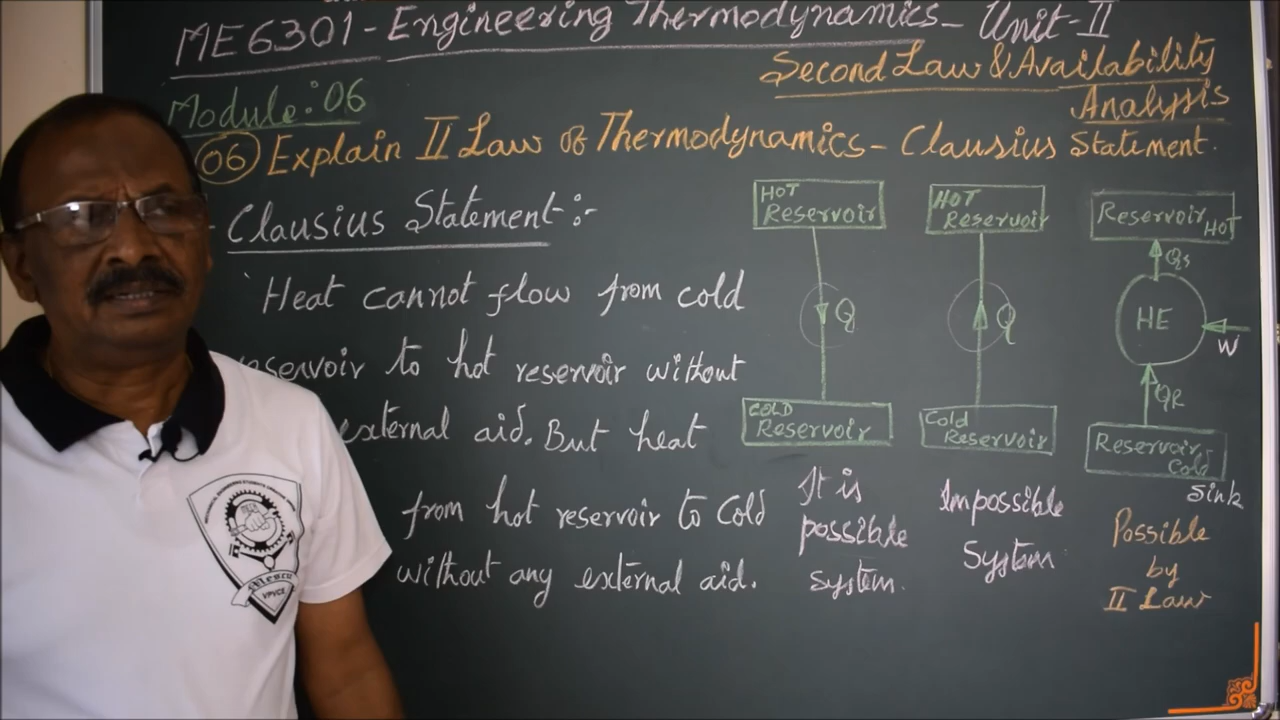 ME6301-Engineering Thermodynamics- Unit-II
Second Law & Availability
Analysis
Module:06
06 Explain II Law of Thermodynamics- Clausius Statement.
Clausius Statement:-
Heat cannot flow from cold
reservoir to hot reservoir without
external aid. But heat
from hot reservoir to Cold
without any external aid.
HOT
Reservoir
Q
COLD
Reservoir
It is
possible
system.
HOT
Reservoir
Q
Cold
Reservoir
Impossible
System
Reservoir
HOT
Qs
HE
W
QR
Reservoir
Cold
Sink
Possible
by
II Law
VPVCE